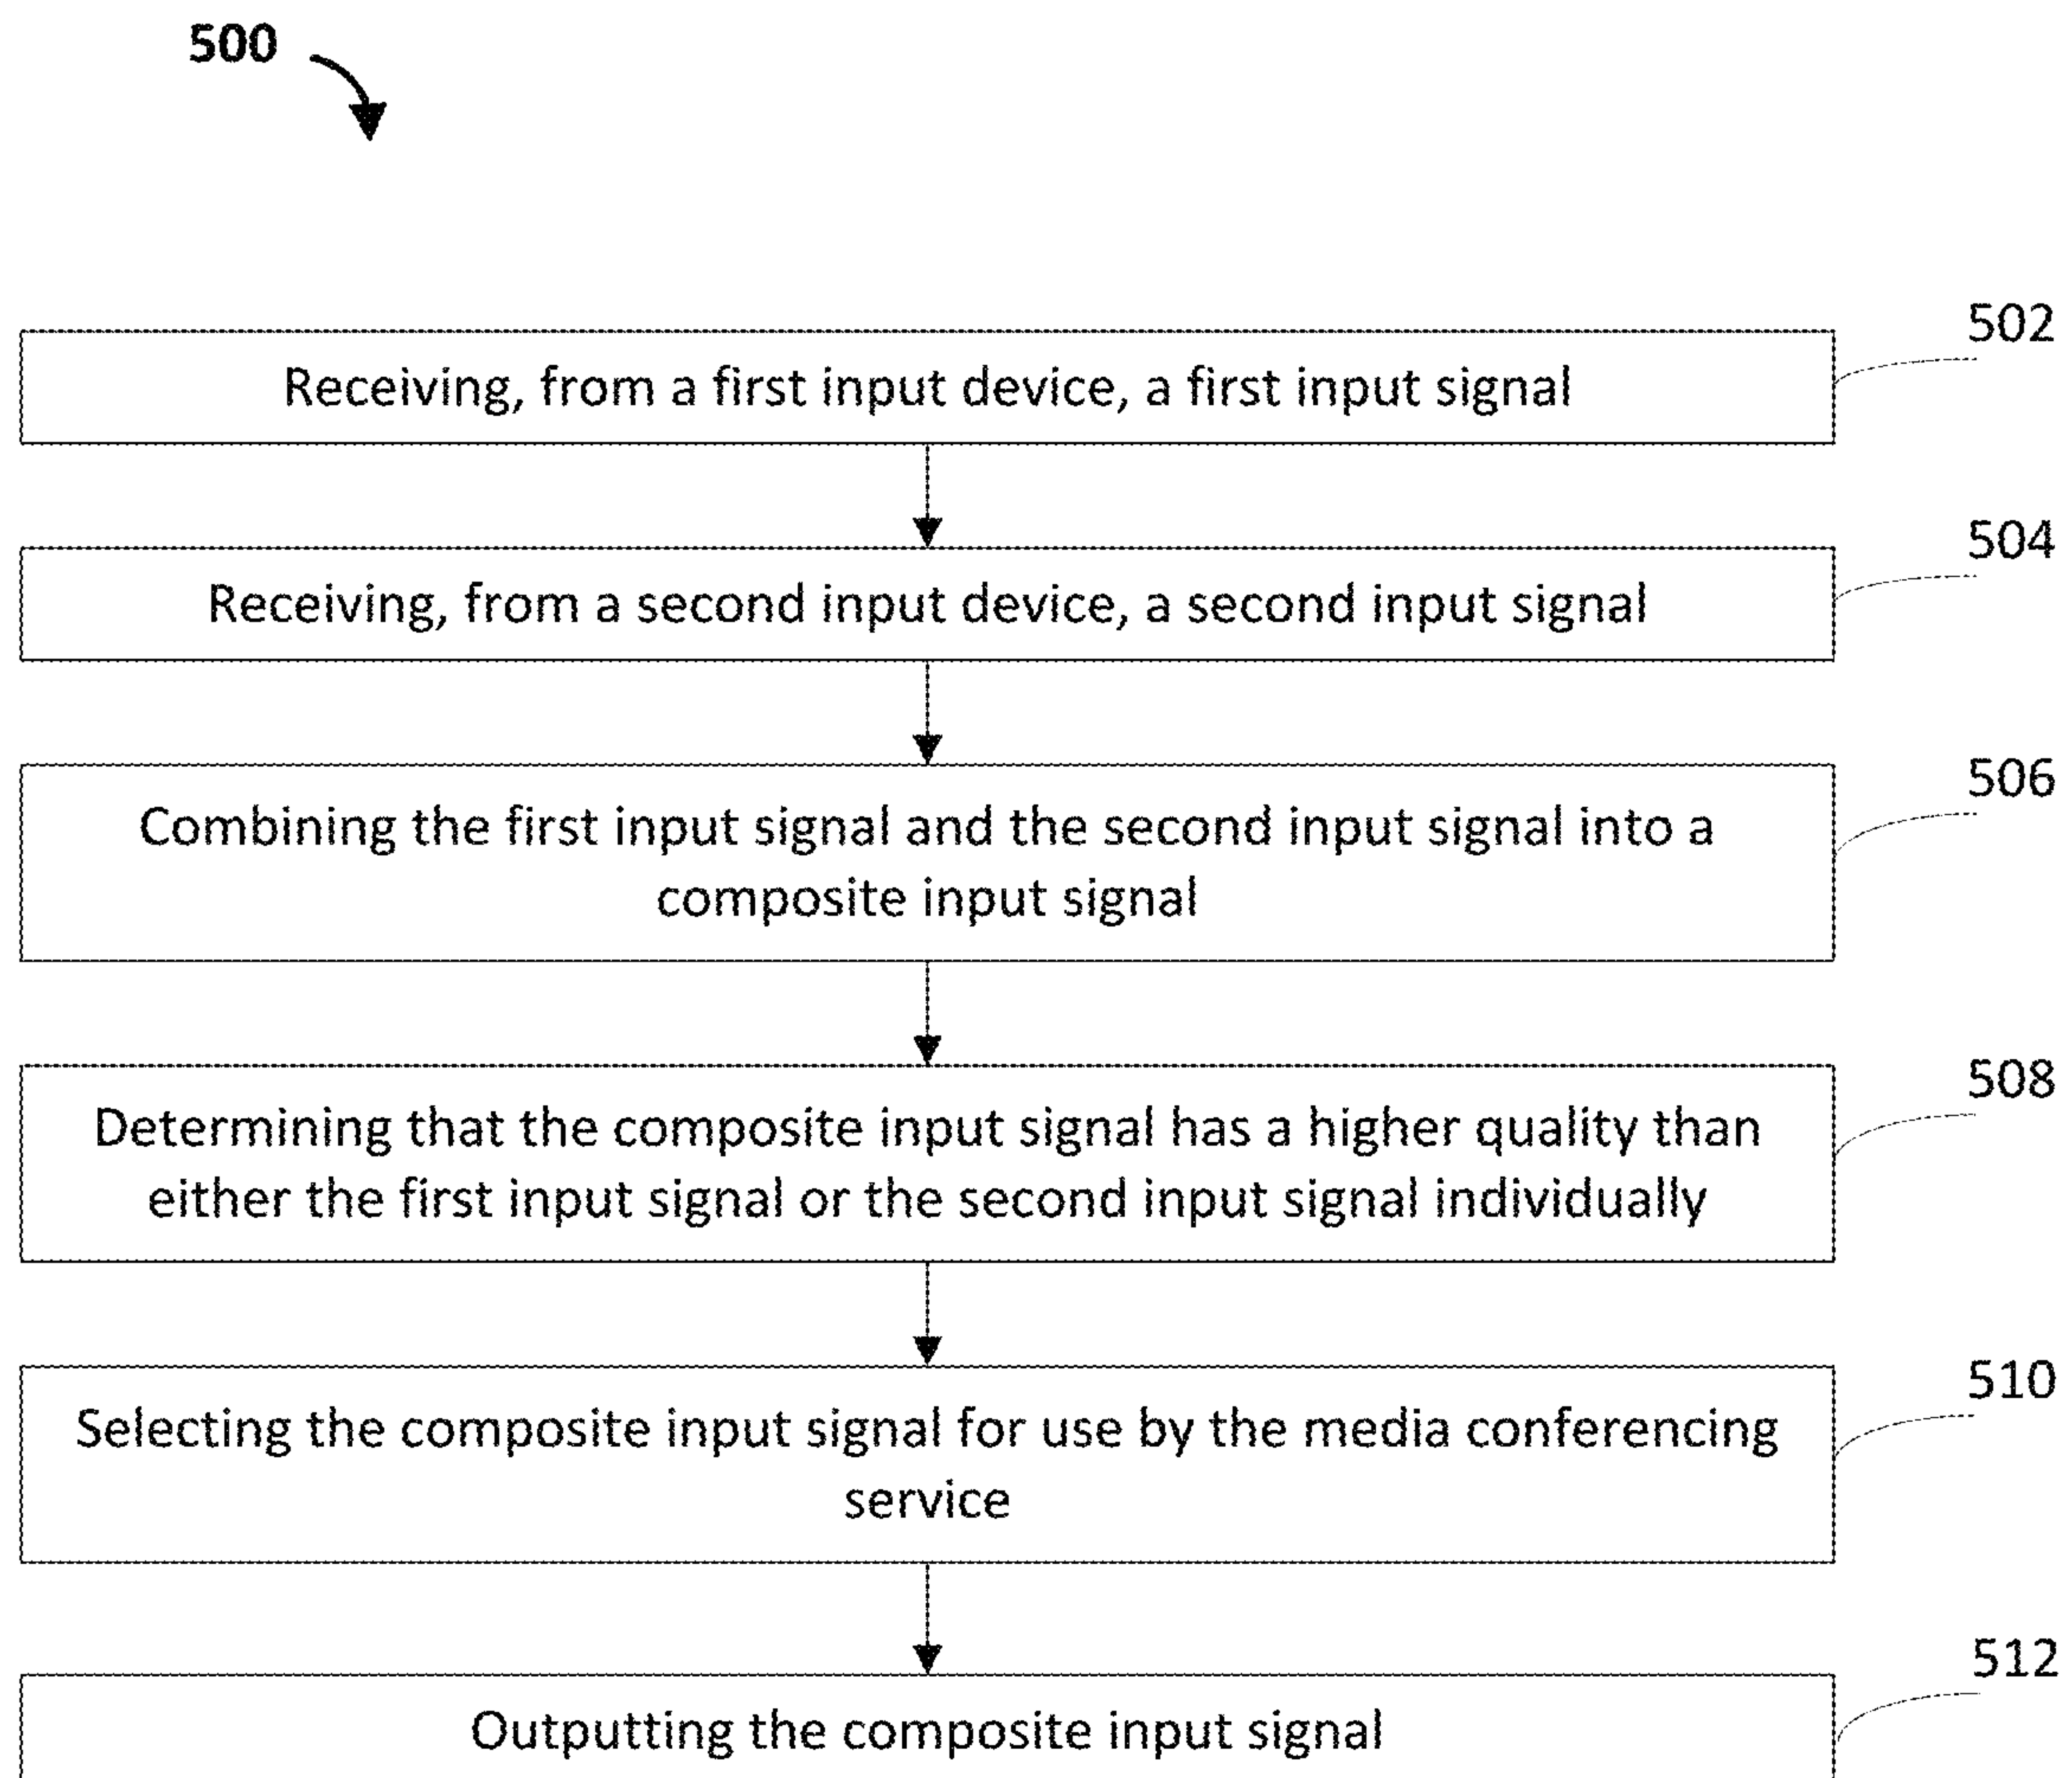 500
502
Receiving, from a first input device, a first input signal
504
Receiving, from a second input device, a second input signal
506
Combining the first input signal and the second input signal into a
composite input signal
508
Determining that the composite input signal has a higher quality than
either the first input signal or the second input signal individually
510
Selecting the composite input signal for use by the media conferencing
service
512
Outputting the composite input signal